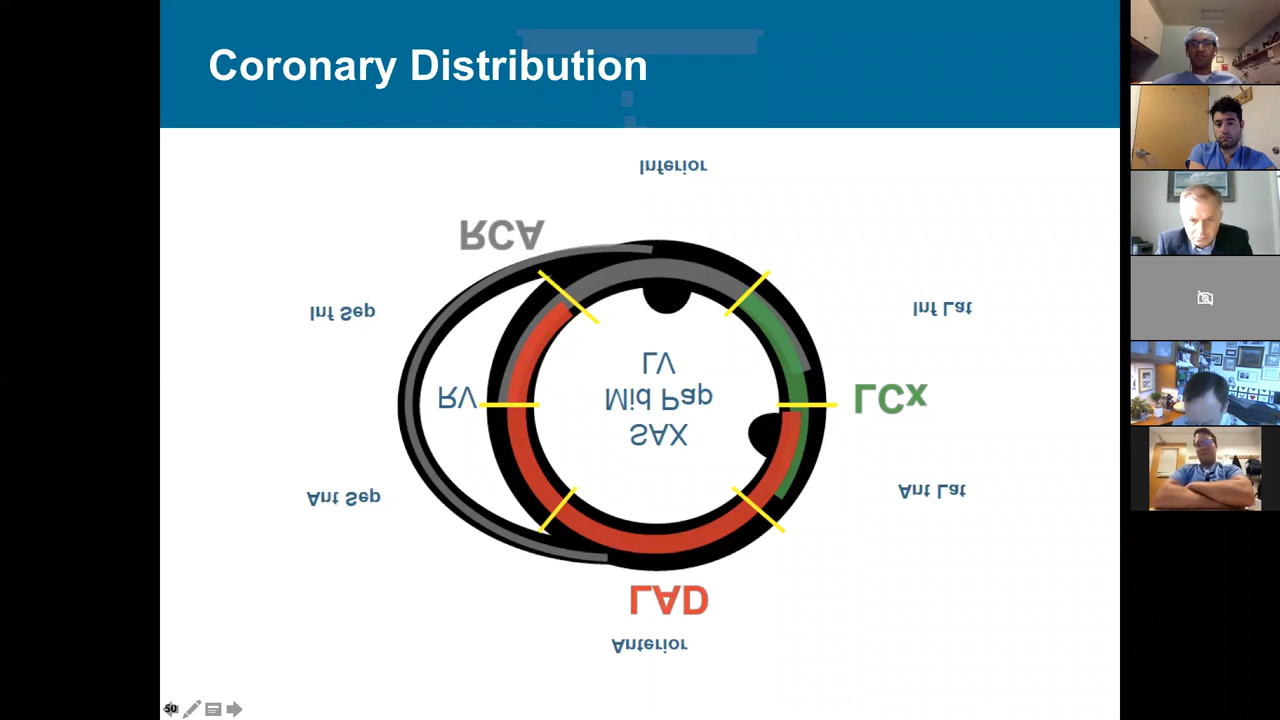 Coronary Distribution
Inferior
RCA
Inf Sep
Inf Lat
LV
RV
Mid Pap
LCx
SAX
Ant Sep
Ant Lat
LAD
Anterior
50